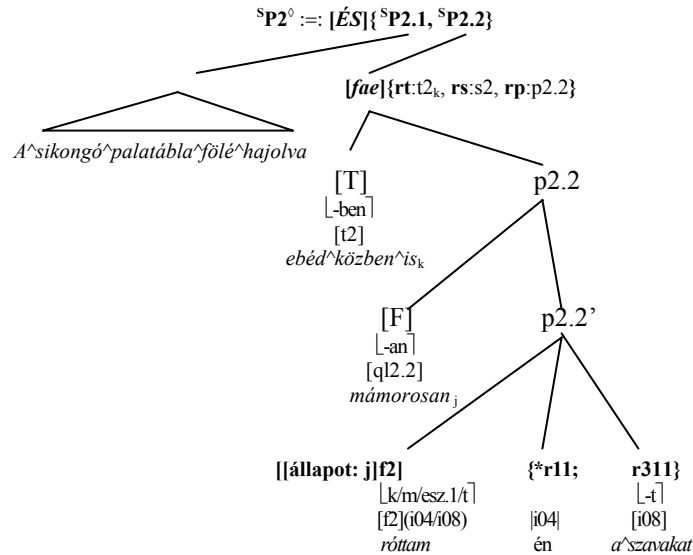 ˢP2◊ :=: [ÉS]{ ˢP2.1, ˢP2.2}
[fae]{rt:t2ₖ, rs:s2, rp:p2.2}
A^sikongó^palatábla^fölé^hajolva
[T] p2.2
⌊-ben⌉
[t2]
ebéd^közben^isₖ
[F] p2.2’
⌊-an⌉
[ql2.2]
mámorosan ⱼ
[[állapot: j]f2] {*r11; r311}
⌊k/m/esz.1/t⌉ ⌊-t⌉
[f2](i04/i08) |i04| [i08]
róttam én a^szavakat